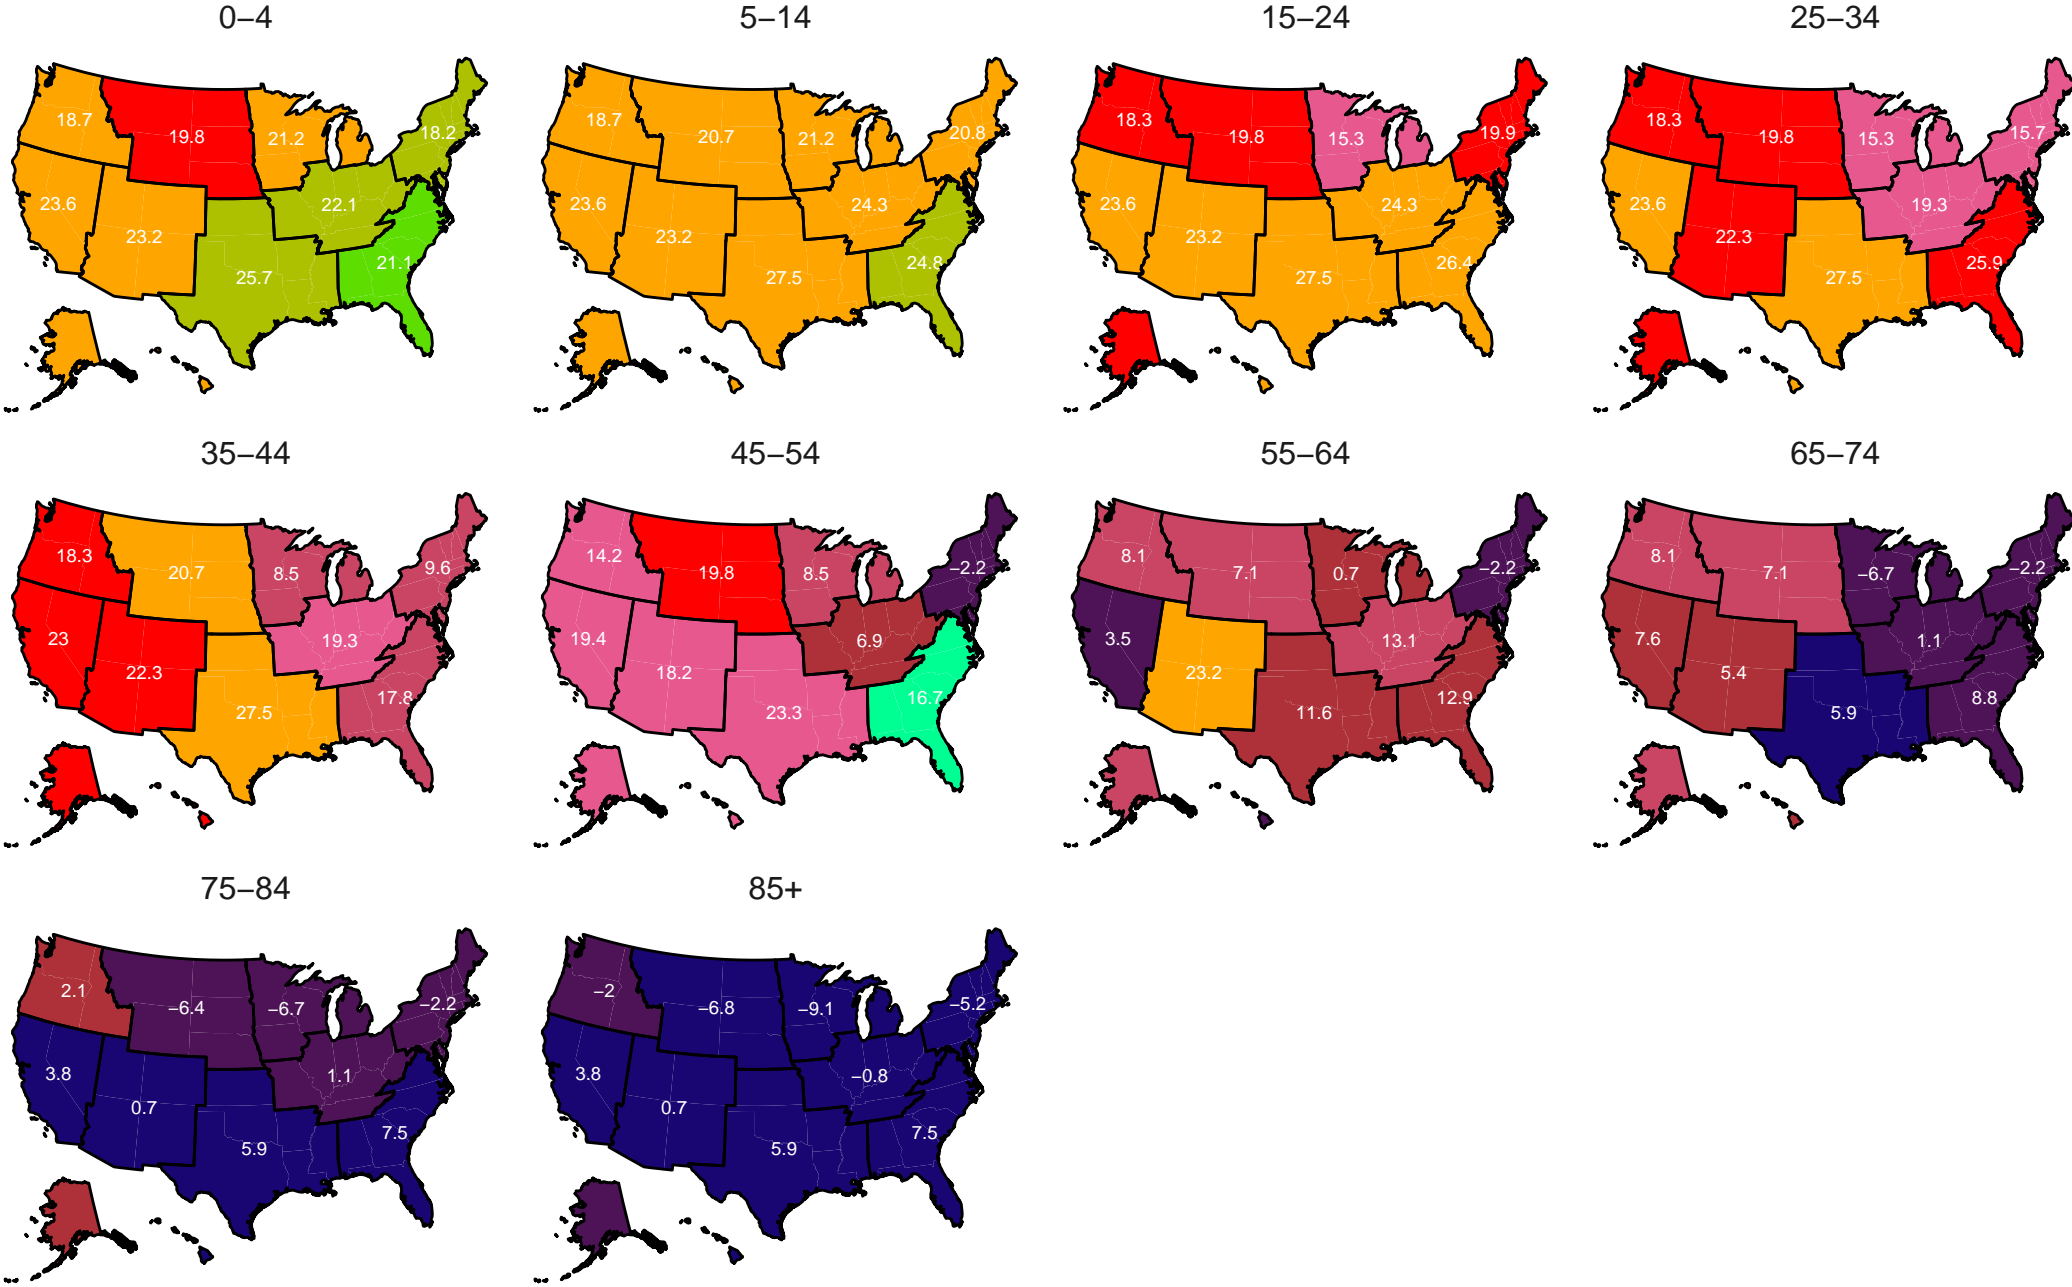 0–4 5–14 15–24 25–34
18.7 19.8 21.2 18.2 23.6 23.2 22.1 25.7 21.1
18.7 20.7 21.2 20.8 23.6 23.2 24.3 27.5 24.8
18.3 19.8 15.3 19.9 23.6 23.2 24.3 27.5 26.4
18.3 19.8 15.3 15.7 23.6 22.3 19.3 27.5 25.9
35–44 45–54 55–64 65–74
18.3 20.7 8.5 9.6 23 22.3 19.3 27.5 17.8
14.2 19.8 8.5 −2.2 19.4 18.2 6.9 23.3 16.7
8.1 7.1 0.7 −2.2 3.5 23.2 13.1 11.6 12.9
8.1 7.1 −6.7 −2.2 7.6 5.4 1.1 5.9 8.8
75–84 85+
2.1 −6.4 −6.7 −2.2 3.8 0.7 1.1 5.9 7.5
−2 −6.8 −9.1 −5.2 3.8 0.7 −0.8 5.9 7.5